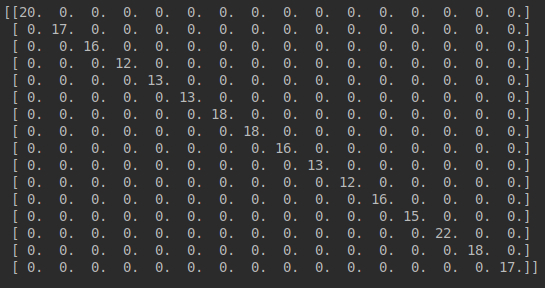 [[20.  0.  0.  0.  0.  0.  0.  0.  0.  0.  0.  0.  0.  0.  0.  0.]
 [ 0. 17.  0.  0.  0.  0.  0.  0.  0.  0.  0.  0.  0.  0.  0.  0.]
 [ 0.  0. 16.  0.  0.  0.  0.  0.  0.  0.  0.  0.  0.  0.  0.  0.]
 [ 0.  0.  0. 12.  0.  0.  0.  0.  0.  0.  0.  0.  0.  0.  0.  0.]
 [ 0.  0.  0.  0. 13.  0.  0.  0.  0.  0.  0.  0.  0.  0.  0.  0.]
 [ 0.  0.  0.  0.  0. 13.  0.  0.  0.  0.  0.  0.  0.  0.  0.  0.]
 [ 0.  0.  0.  0.  0.  0. 18.  0.  0.  0.  0.  0.  0.  0.  0.  0.]
 [ 0.  0.  0.  0.  0.  0.  0. 18.  0.  0.  0.  0.  0.  0.  0.  0.]
 [ 0.  0.  0.  0.  0.  0.  0.  0. 16.  0.  0.  0.  0.  0.  0.  0.]
 [ 0.  0.  0.  0.  0.  0.  0.  0.  0. 13.  0.  0.  0.  0.  0.  0.]
 [ 0.  0.  0.  0.  0.  0.  0.  0.  0.  0. 12.  0.  0.  0.  0.  0.]
 [ 0.  0.  0.  0.  0.  0.  0.  0.  0.  0.  0. 16.  0.  0.  0.  0.]
 [ 0.  0.  0.  0.  0.  0.  0.  0.  0.  0.  0.  0. 15.  0.  0.  0.]
 [ 0.  0.  0.  0.  0.  0.  0.  0.  0.  0.  0.  0.  0. 22.  0.  0.]
 [ 0.  0.  0.  0.  0.  0.  0.  0.  0.  0.  0.  0.  0.  0. 18.  0.]
 [ 0.  0.  0.  0.  0.  0.  0.  0.  0.  0.  0.  0.  0.  0.  0. 17.]]